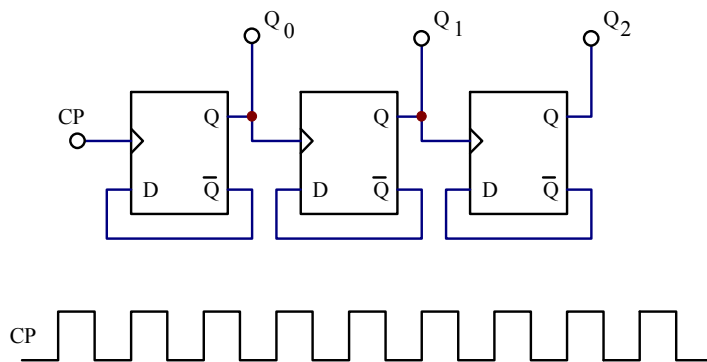 Q0 Q1 Q2
CP
Q Q Q
D Q̅ D Q̅ D Q̅
CP